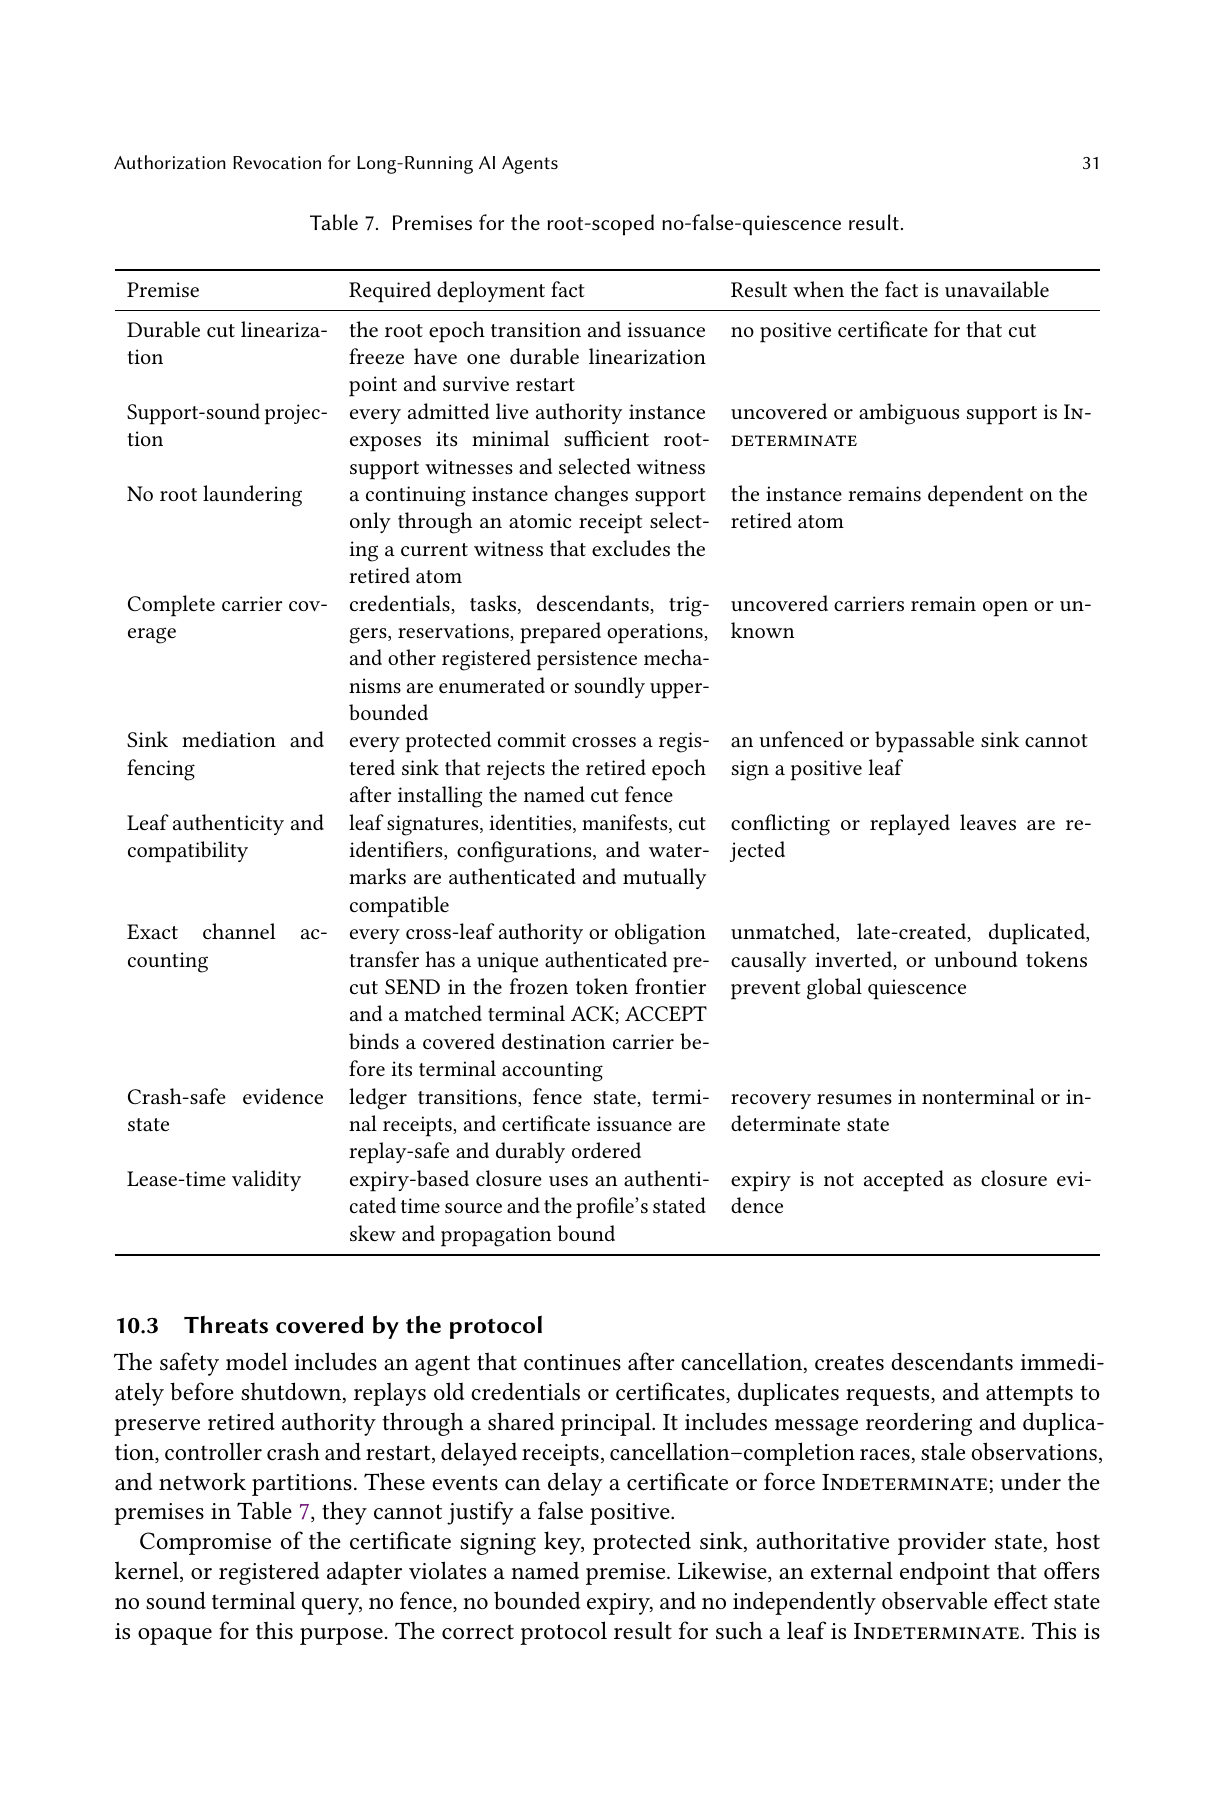 Authorization Revocation for Long-Running AI Agents 31
Table 7. Premises for the root-scoped no-false-quiescence result.
Premise Required deployment fact Result when the fact is unavailable
Durable cut lineariza- the root epoch transition and issuance no positive certificate for that cut
tion freeze have one durable linearization
point and survive restart
Support-sound projec- every admitted live authority instance uncovered or ambiguous support is IN-
tion exposes its minimal sufficient root- DETERMINATE
support witnesses and selected witness
No root laundering a continuing instance changes support the instance remains dependent on the
only through an atomic receipt select- retired atom
ing a current witness that excludes the
retired atom
Complete carrier cov- credentials, tasks, descendants, trig- uncovered carriers remain open or un-
erage gers, reservations, prepared operations, known
and other registered persistence mecha-
nisms are enumerated or soundly upper-
bounded
Sink mediation and every protected commit crosses a regis- an unfenced or bypassable sink cannot
fencing tered sink that rejects the retired epoch sign a positive leaf
after installing the named cut fence
Leaf authenticity and leaf signatures, identities, manifests, cut conflicting or replayed leaves are re-
compatibility identifiers, configurations, and water- jected
marks are authenticated and mutually
compatible
Exact channel ac- every cross-leaf authority or obligation unmatched, late-created, duplicated,
counting transfer has a unique authenticated pre- causally inverted, or unbound tokens
cut SEND in the frozen token frontier prevent global quiescence
and a matched terminal ACK; ACCEPT
binds a covered destination carrier be-
fore its terminal accounting
Crash-safe evidence ledger transitions, fence state, termi- recovery resumes in nonterminal or in-
state nal receipts, and certificate issuance are determinate state
replay-safe and durably ordered
Lease-time validity expiry-based closure uses an authenti- expiry is not accepted as closure evi-
cated time source and the profile's stated dence
skew and propagation bound
10.3 Threats covered by the protocol
The safety model includes an agent that continues after cancellation, creates descendants immedi-
ately before shutdown, replays old credentials or certificates, duplicates requests, and attempts to
preserve retired authority through a shared principal. It includes message reordering and duplica-
tion, controller crash and restart, delayed receipts, cancellation–completion races, stale observations,
and network partitions. These events can delay a certificate or force INDETERMINATE; under the
premises in Table 7, they cannot justify a false positive.
Compromise of the certificate signing key, protected sink, authoritative provider state, host
kernel, or registered adapter violates a named premise. Likewise, an external endpoint that offers
no sound terminal query, no fence, no bounded expiry, and no independently observable effect state
is opaque for this purpose. The correct protocol result for such a leaf is INDETERMINATE. This is